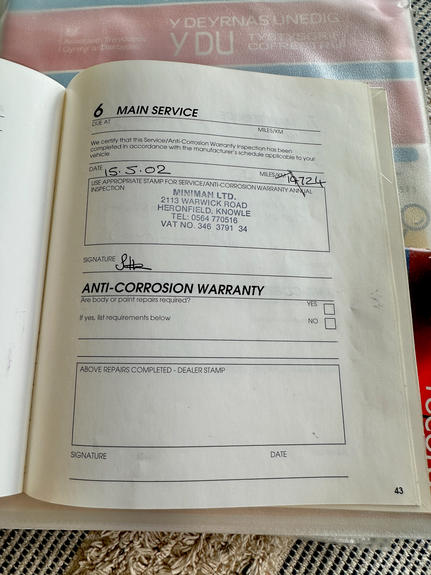 Y DEYRNAS UNEDIG
Y DU
6 MAIN SERVICE
DUE AT
MILES/KM
We certify that this Service/Anti-Corrosion Warranty Inspection has been
completed in accordance with the manufacturer's schedule applicable to your
vehicle
DATE 15.5.02 MILES/KM 19724
USE APPROPRIATE STAMP FOR SERVICE/ANTI-CORROSION WARRANTY ANNUAL
INSPECTION
MINIMAN LTD.
2113 WARWICK ROAD
HERONFIELD, KNOWLE
TEL: 0564 770516
VAT NO. 346 3791 34
SIGNATURE
ANTI-CORROSION WARRANTY
Are body or paint repairs required?
YES
If yes, list requirements below
NO
ABOVE REPAIRS COMPLETED - DEALER STAMP
SIGNATURE DATE
43